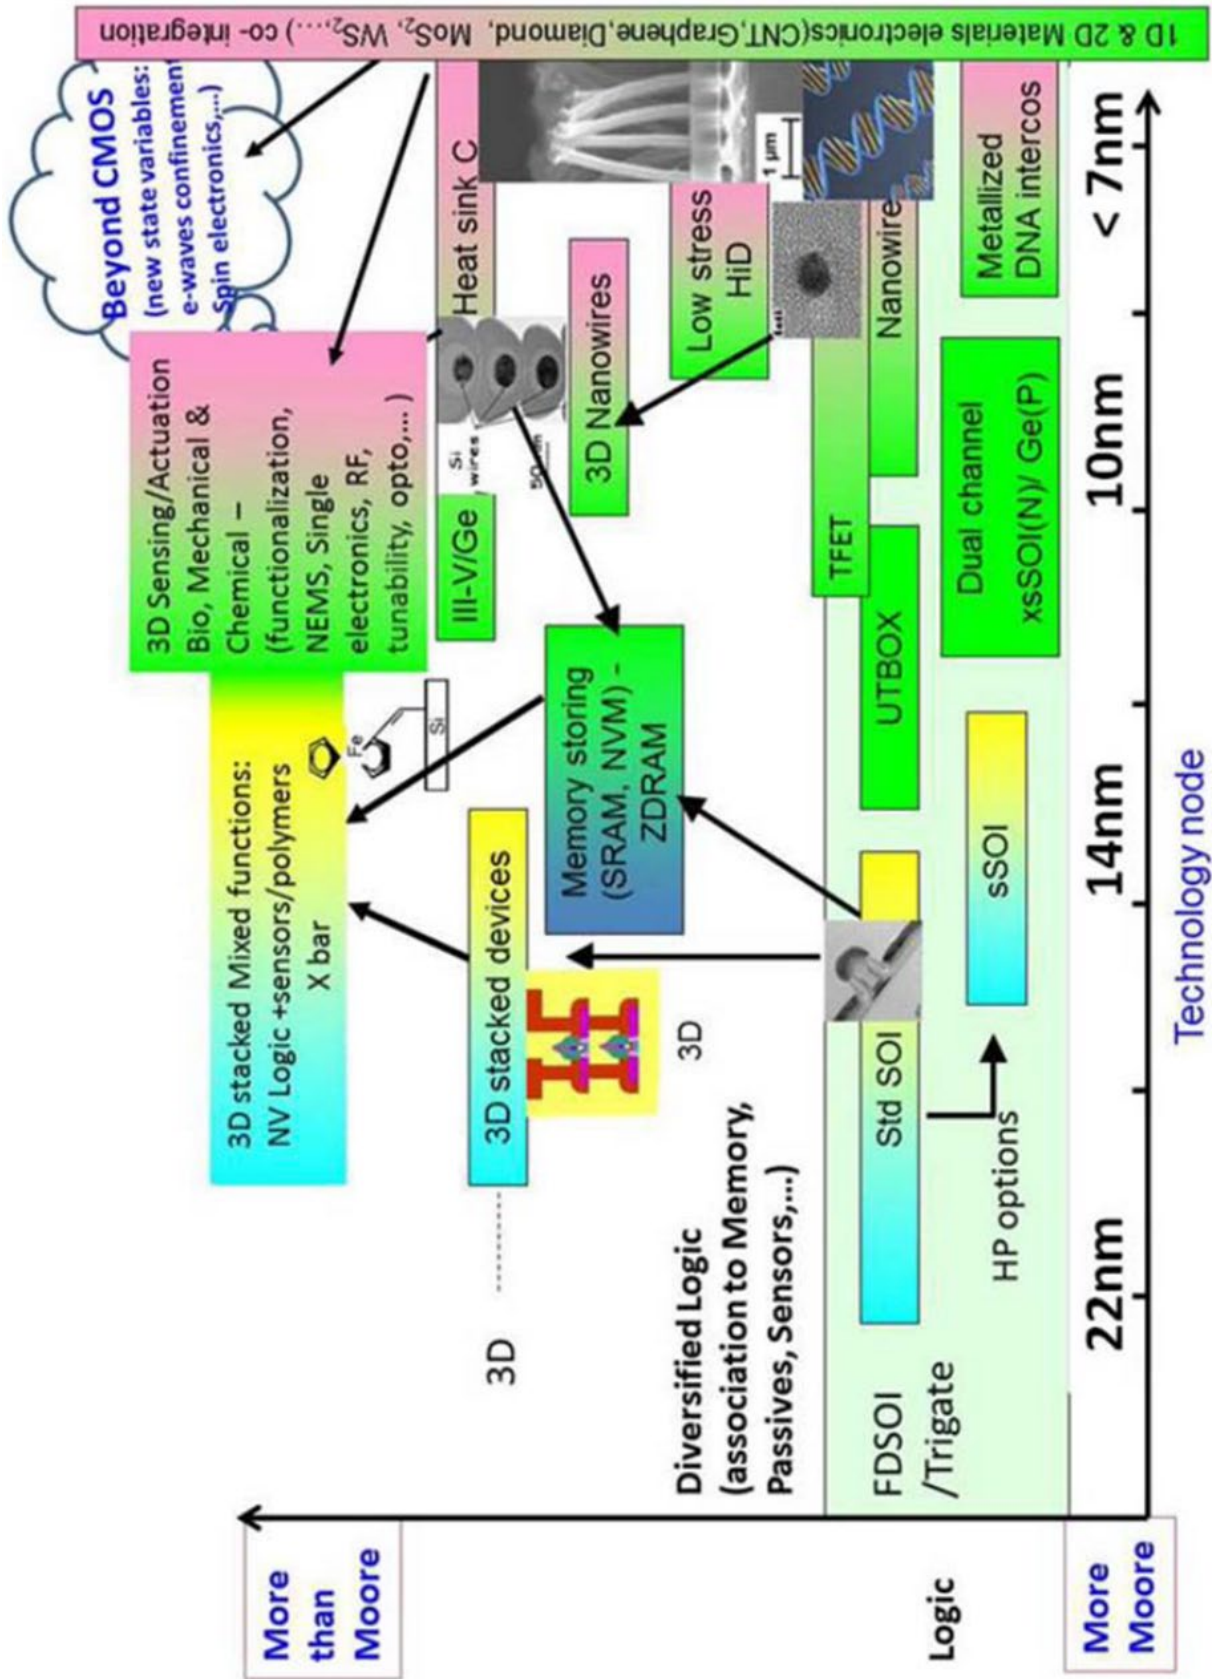 More
than
Moore
Beyond CMOS
(new state variables:
e-waves confinement
Spin electronics,...)
3D stacked Mixed functions:
NV Logic +sensors/polymers
X bar
3D Sensing/Actuation
Bio, Mechanical &
Chemical –
(functionalization,
NEMS, Single
electronics, RF,
tunability, opto,...)
Fe
Si
3D
3D stacked devices
III-V/Ge
Si
wires
50 nm
Heat sink C
3D
Memory storing
(SRAM, NVM) -
ZDRAM
3D Nanowires
Diversified Logic
(association to Memory,
Passives, Sensors,...)
Low stress
HiD
1 µm
TFET
Logic
FDSOI
/Trigate
Std SOI
UTBOX
Nanowire
HP options
sSOI
Dual channel
xsSOI(N)/ Ge(P)
Metallized
DNA intercos
More
Moore
22nm
14nm
10nm
< 7nm
Technology node
1D & 2D Materials electronics(CNT,Graphene,Diamond, MoS₂, WS₂,....) co- integration